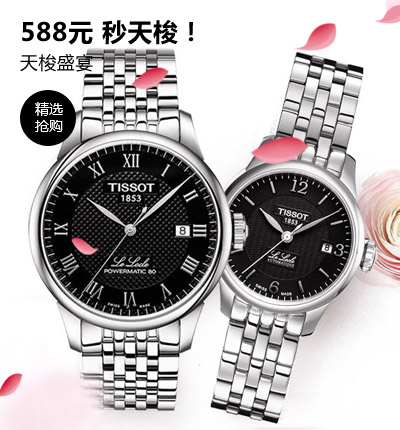 588元 秒天梭！
天梭盛宴
精选
抢购
XII
TISSOT
1853
Le Locle
POWERMATIC 80
TISSOT
1853
Le Locle
AUTOMATIC
SWISS MADE
SWISS MADE